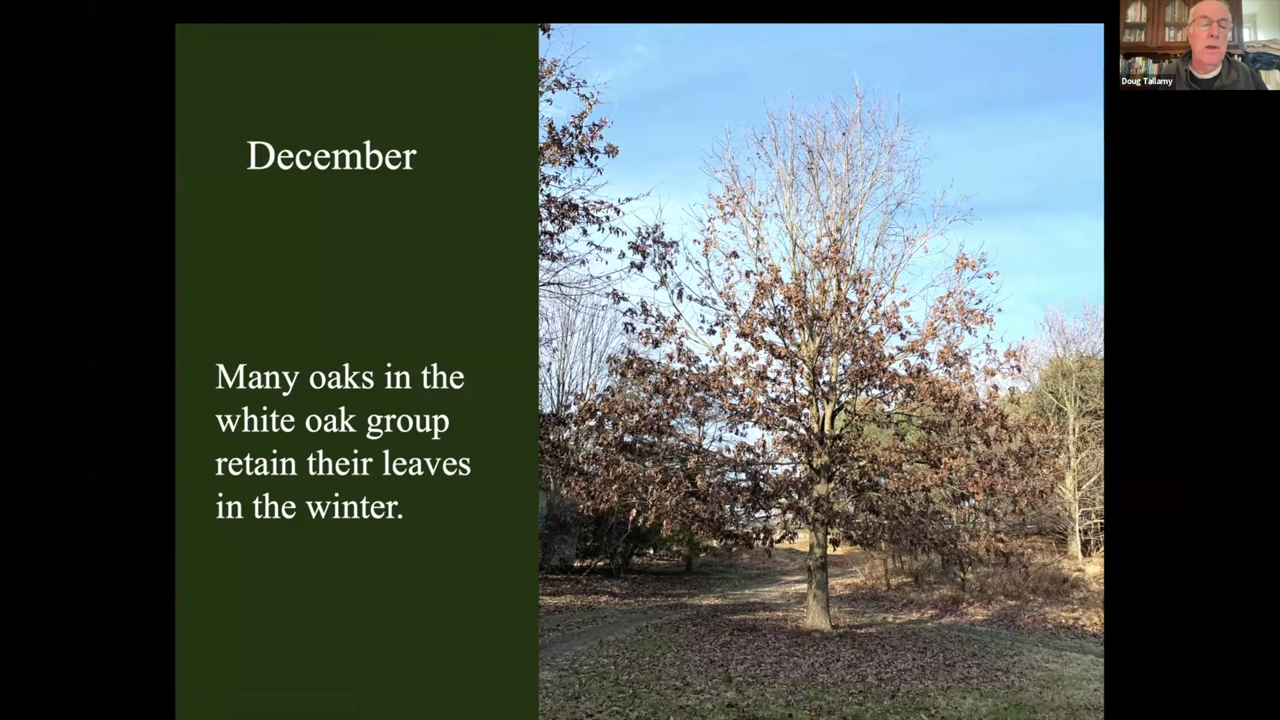 December
Many oaks in the
white oak group
retain their leaves
in the winter.
Doug Tallamy